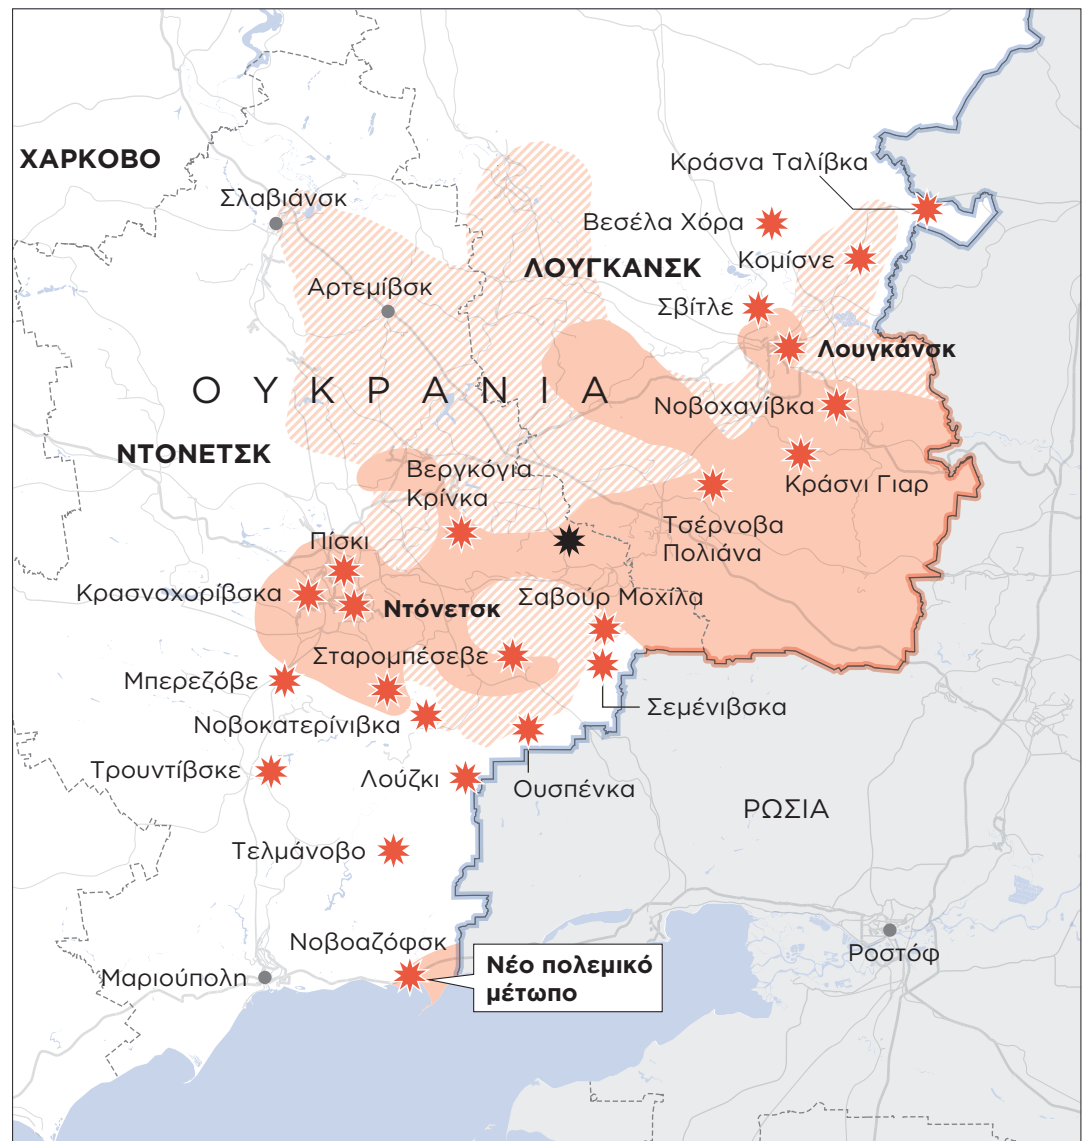 ΧΑΡΚΟΒΟ
Κράσνα Ταλίβκα
Σλαβιάνσκ
Βεσέλα Χόρα
Κομίσνε
ΛΟΥΓΚΑΝΣΚ
Αρτεμίβσκ
Σβίτλε
Λουγκάνσκ
ΟΥΚΡΑΝΙΑ
Νοβοχανίβκα
ΝΤΟΝΕΤΣΚ
Βεργκόγια
Κρίνκα
Κράσνι Γιαρ
Τσέρνοβα
Πολιάνα
Πίσκι
Κρασνοχορίβσκα
Ντόνετσκ
Σαβούρ Μοχίλα
Σταρομπέσεβε
Μπερεζόβε
Σεμένιβσκα
Νοβοκατερίνιβκα
Τρουντίβσκε
Λούζκι
Ουσπένκα
ΡΩΣΙΑ
Τελμάνοβο
Νοβοαζόφσκ
Ροστόφ
Μαριούπολη
Νέο πολεμικό
μέτωπο